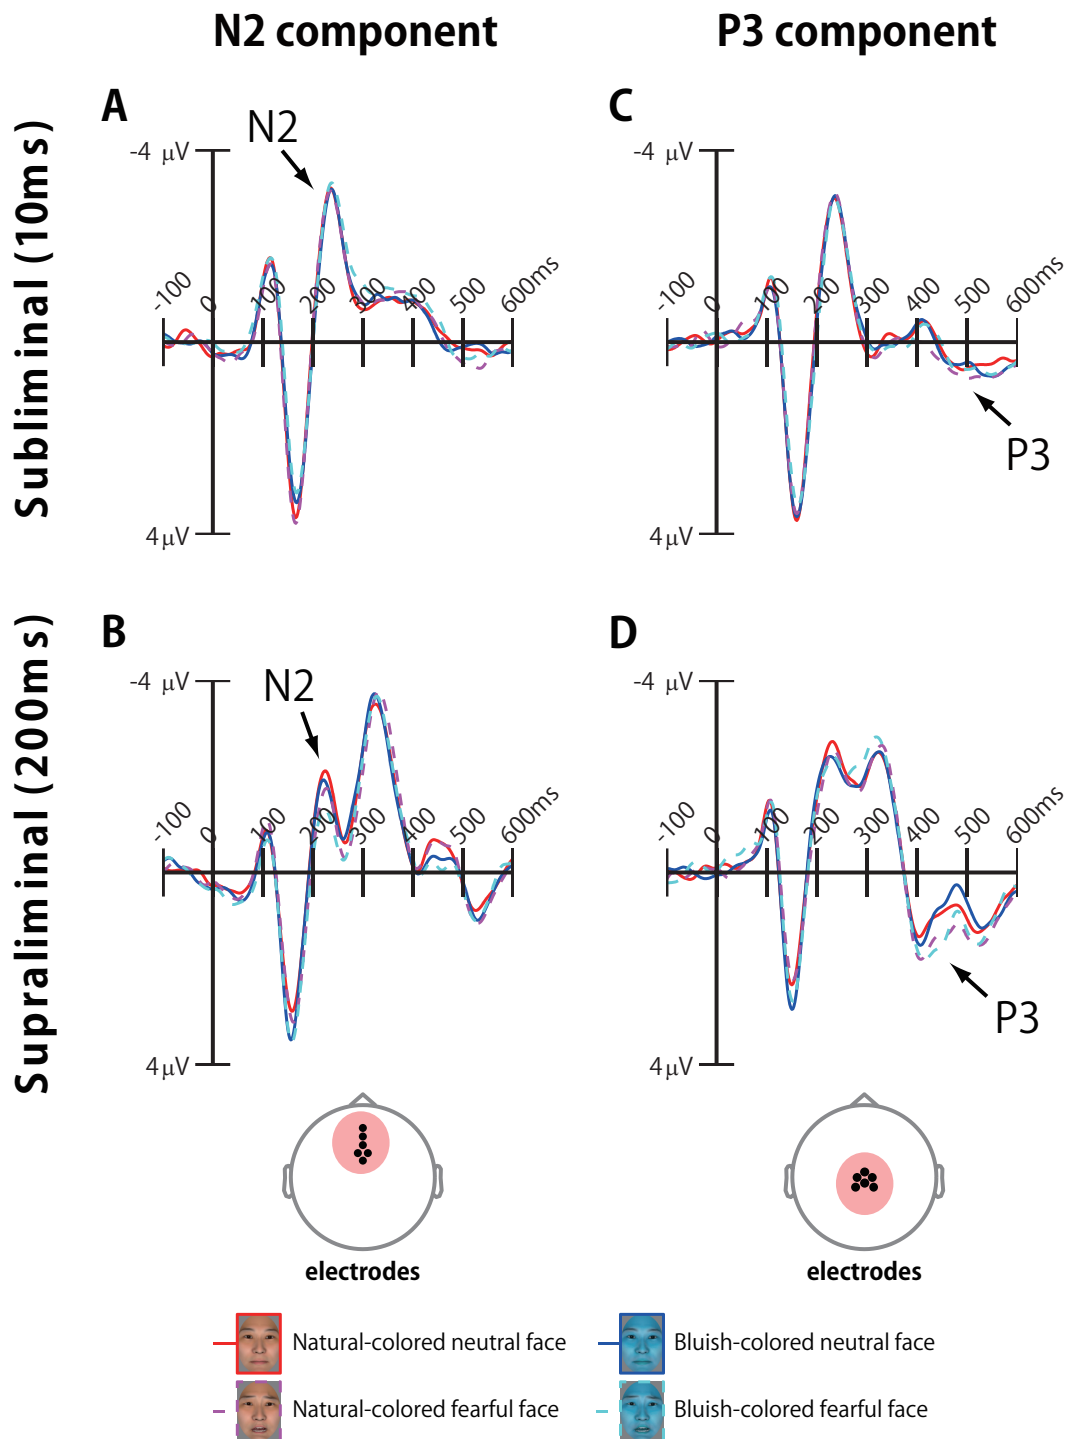 N2 component
P3 component
Subliminal (10ms)
A
N2
-4 μV
-100
0
100
200
300
400
500
600ms
4μV
C
-4 μV
-100
0
100
200
300
400
500
600ms
P3
4μV
Supraliminal (200ms)
B
N2
-4 μV
-100
0
100
200
300
400
500
600ms
4μV
D
-4 μV
-100
0
100
200
300
400
500
600ms
P3
4μV
electrodes
electrodes
Natural-colored neutral face
Bluish-colored neutral face
Natural-colored fearful face
Bluish-colored fearful face